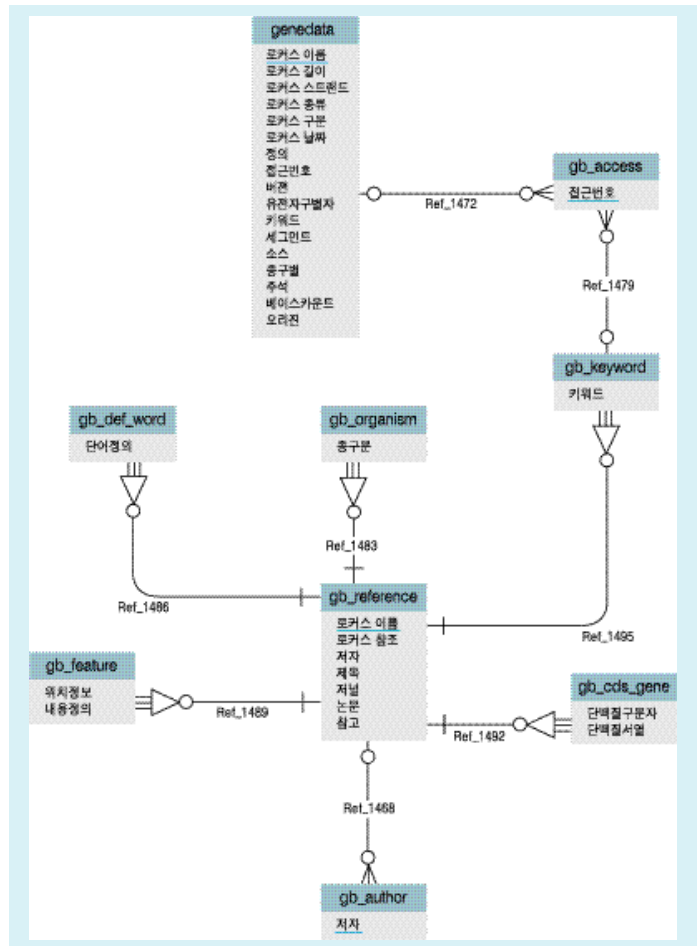 genedata
로커스 이름
로커스 길이
로커스 스트랜드
로커스 종류
로커스 구분
로커스 날짜
정의
접근번호
버젼
유전자구별자
키워드
세그먼트
소스
종구별
주석
베이스카운트
오리진
gb_access
접근번호
Ref_1472
Ref_1479
gb_keyword
키워드
gb_def_word
단어정의
gb_organism
종구분
Ref_1483
Ref_1486
gb_reference
로커스 이름
로커스 참조
저자
제목
저널
논문
참고
Ref_1495
gb_feature
위치정보
내용정의
Ref_1489
gb_cds_gene
단백질구문자
단백질서열
Ref_1492
Ref_1468
gb_author
저자